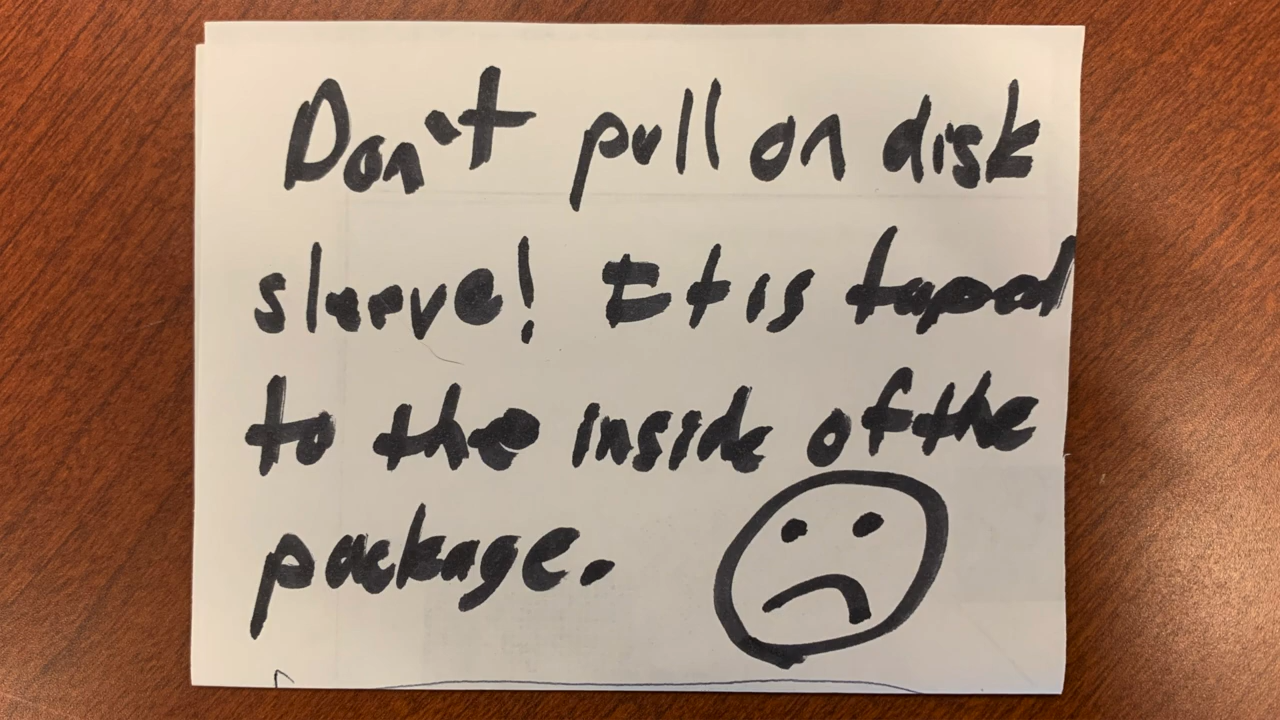 Don't pull on disk
sleeve! It is taped
to the inside of the
package.